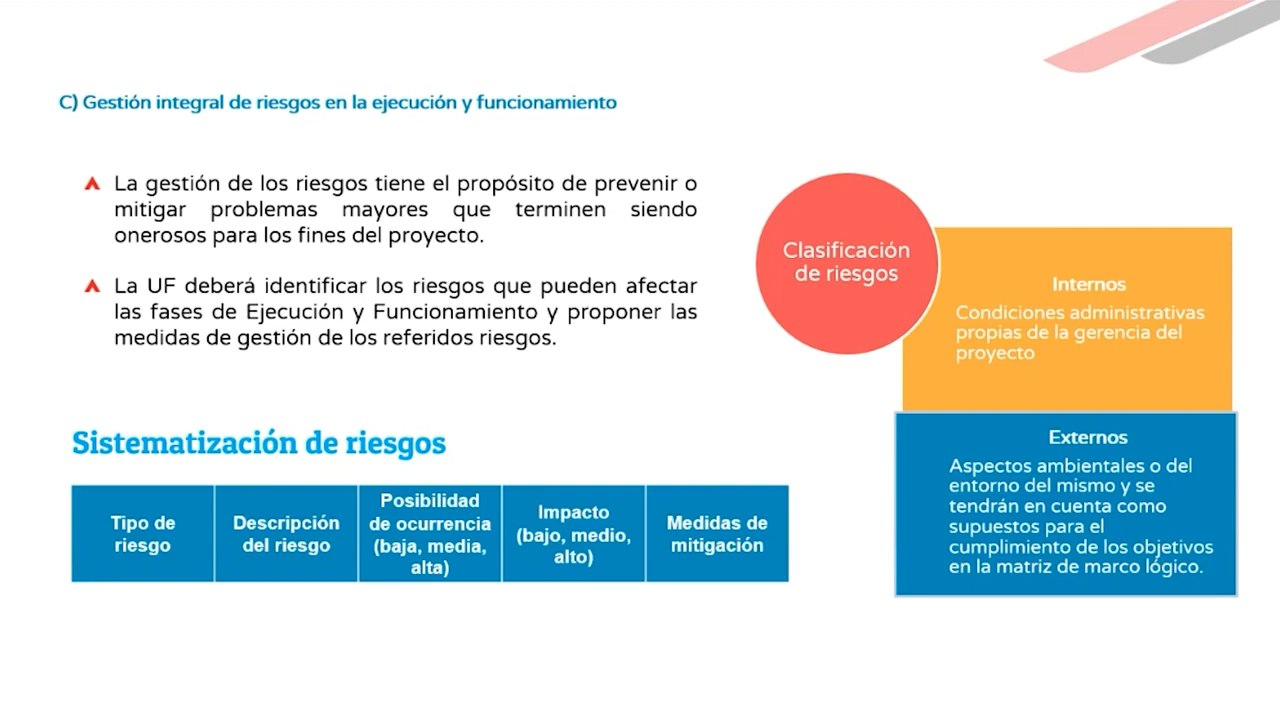 C) Gestión integral de riesgos en la ejecución y funcionamiento
La gestión de los riesgos tiene el propósito de prevenir o
mitigar problemas mayores que terminen siendo
onerosos para los fines del proyecto.
La UF deberá identificar los riesgos que pueden afectar
las fases de Ejecución y Funcionamiento y proponer las
medidas de gestión de los referidos riesgos.
Clasificación
de riesgos
Internos
Condiciones administrativas
propias de la gerencia del
proyecto
Externos
Aspectos ambientales o del
entorno del mismo y se
tendrán en cuenta como
supuestos para el
cumplimiento de los objetivos
en la matriz de marco lógico.
Sistematización de riesgos
Tipo de
riesgo
Descripción
del riesgo
Posibilidad
de ocurrencia
(baja, media,
alta)
Impacto
(bajo, medio,
alto)
Medidas de
mitigación